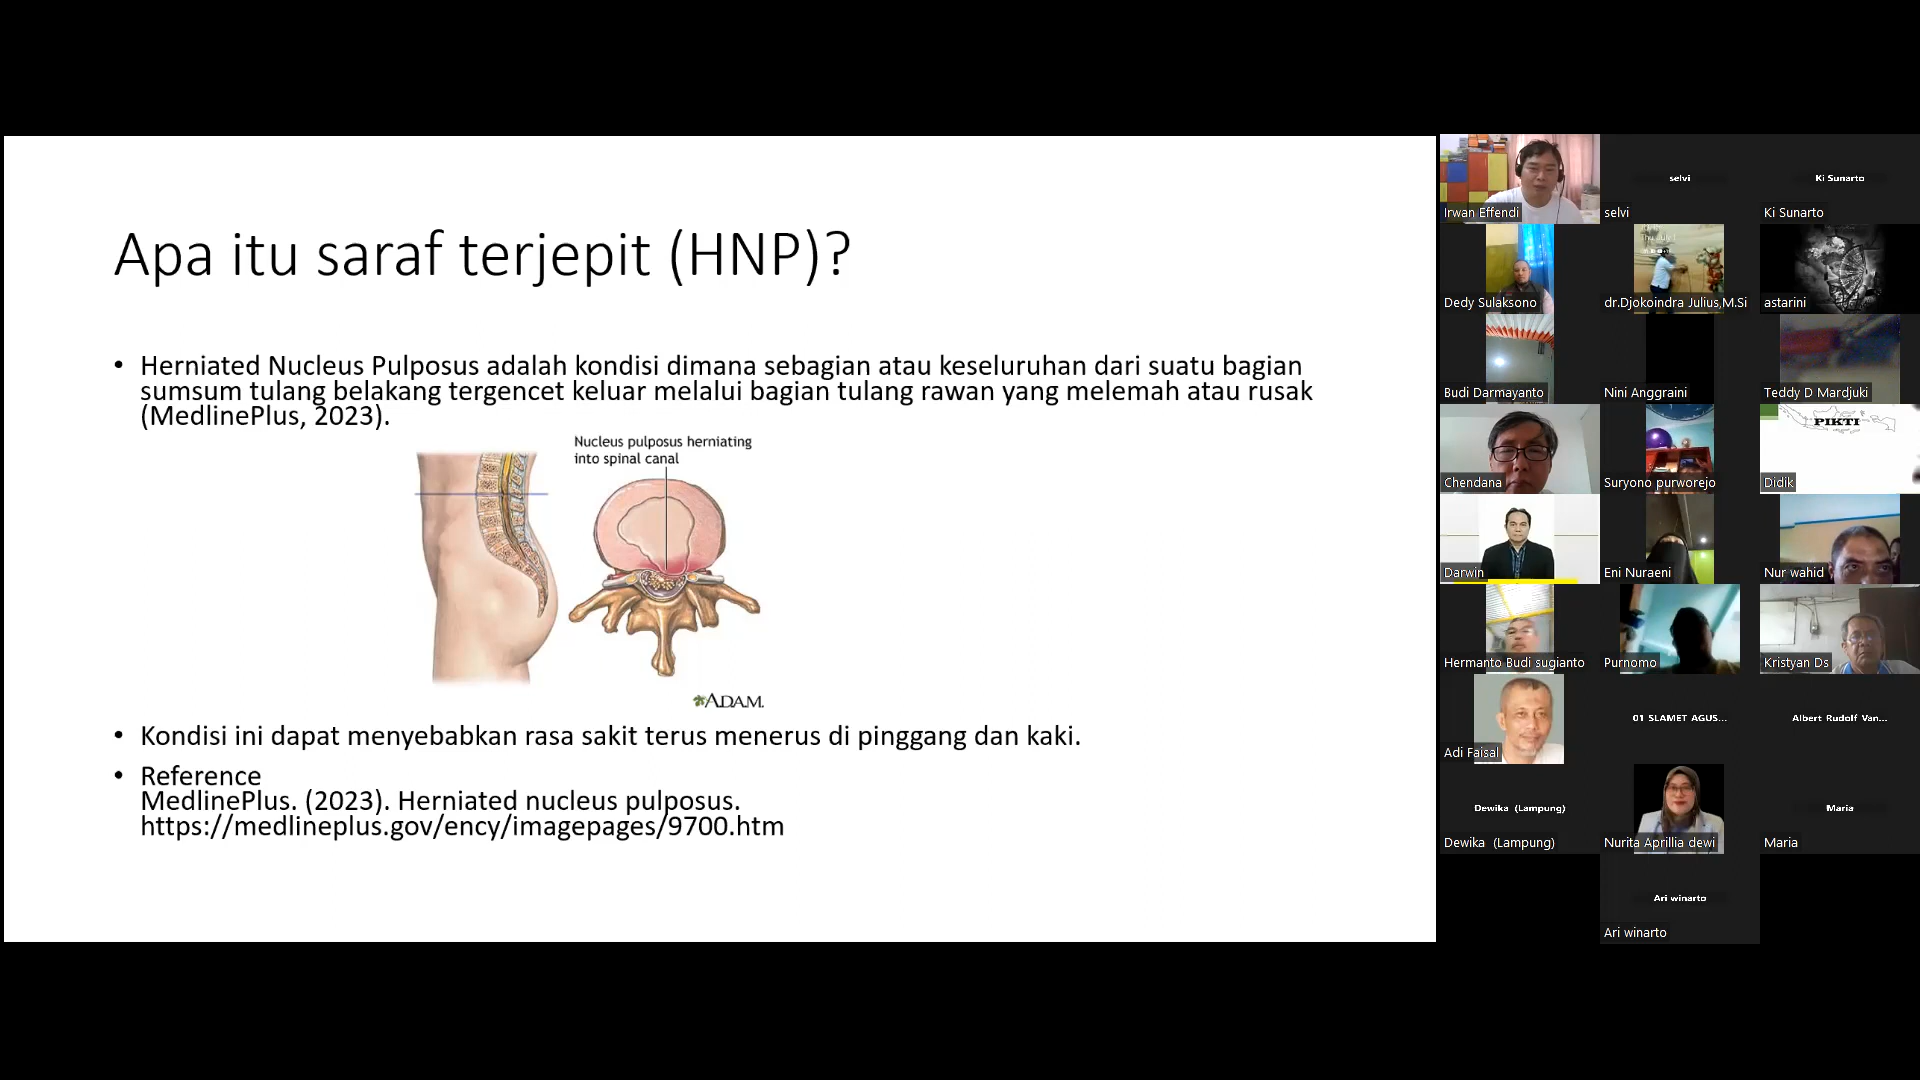 Apa itu saraf terjepit (HNP)?
• Herniated Nucleus Pulposus adalah kondisi dimana sebagian atau keseluruhan dari suatu bagian
sumsum tulang belakang tergencet keluar melalui bagian tulang rawan yang melemah atau rusak
(MedlinePlus, 2023).
Nucleus pulposus herniating
into spinal canal
ADAM.
• Kondisi ini dapat menyebabkan rasa sakit terus menerus di pinggang dan kaki.
• Reference
MedlinePlus. (2023). Herniated nucleus pulposus.
https://medlineplus.gov/ency/imagepages/9700.htm
Irwan Effendi
selvi
selvi
Ki Sunarto
Ki Sunarto
Dedy Sulaksono
dr.Djokoindra Julius,M.Si
astarini
Budi Darmayanto
Nini Anggraini
Teddy D Mardjuki
Chendana
Suryono purworejo
PIKTI
Didik
Darwin
Eni Nuraeni
Nur wahid
Hermanto Budi sugianto
Purnomo
Kristyan Ds
Adi Faisal
01 SLAMET AGUS...
Albert Rudolf Van...
Dewika (Lampung)
Dewika (Lampung)
Nurita Aprillia dewi
Maria
Maria
Ari winarto
Ari winarto